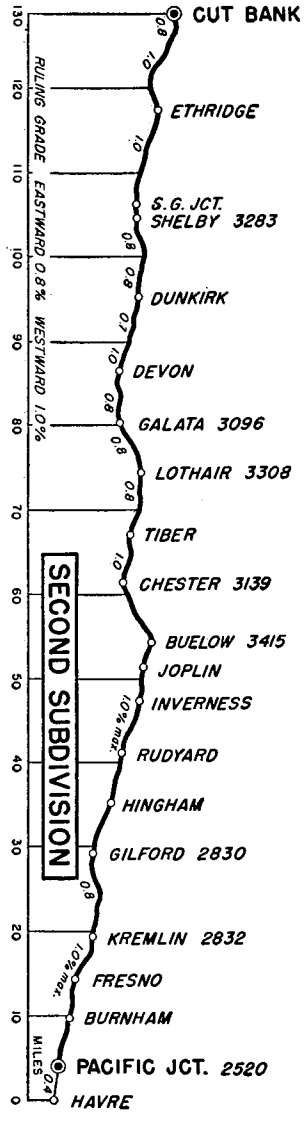 CUT BANK
ETHRIDGE
S.G. JCT.
SHELBY 3283
DUNKIRK
DEVON
GALATA 3096
LOTHAIR 3308
TIBER
CHESTER 3139
BUELOW 3415
JOPLIN
INVERNESS
RUDYARD
HINGHAM
GILFORD 2830
KREMLIN 2832
FRESNO
BURNHAM
PACIFIC JCT. 2520
HAVRE
0.8
1.0
1.0
0.8
0.8
0.7
1.0
0.8
0.8
0.8
1.0
1.0% max.
0.8
1.0% max.
0.4
RULING GRADE EASTWARD 0.8% WESTWARD 1.0%
SECOND SUBDIVISION
MILES
130
120
110
100
90
80
70
60
50
40
30
20
10
0